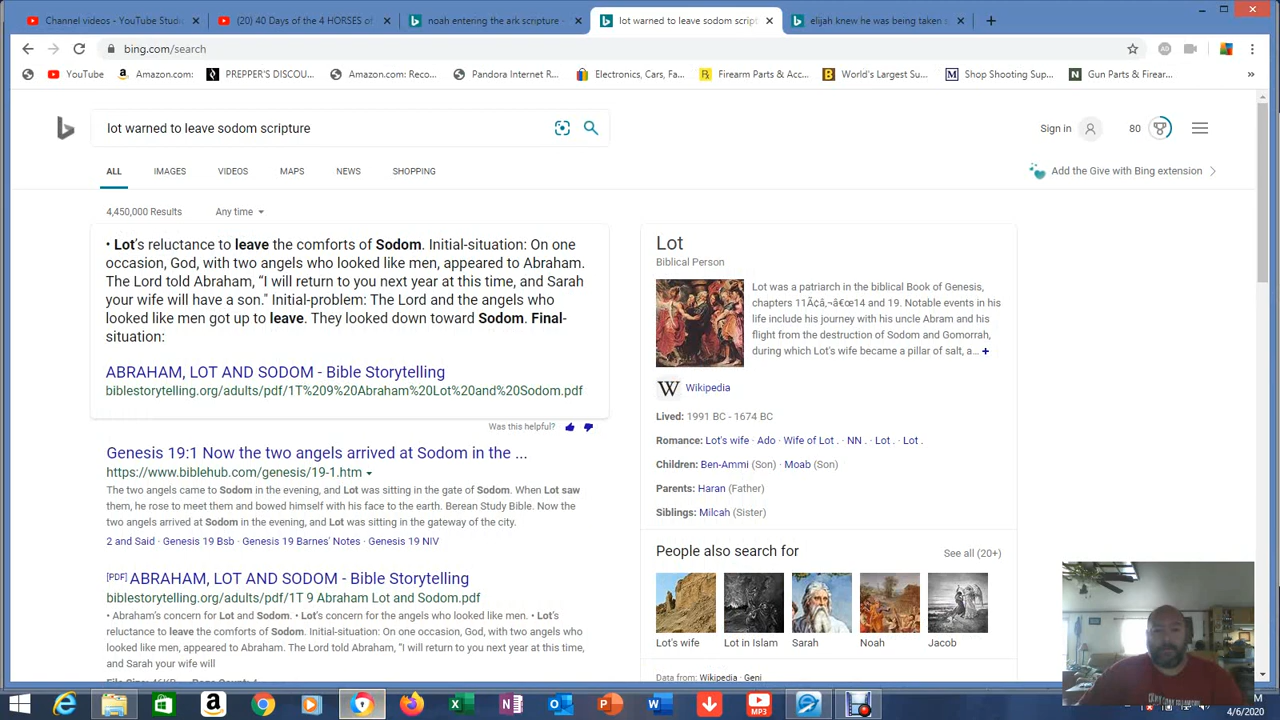 Channel videos - YouTube Studi
(20) 40 Days of the 4 HORSES of
noah entering the ark scripture -
lot warned to leave sodom script
elijah knew he was being taken
bing.com/search
YouTube
Amazon.com:
PREPPER'S DISCOU...
Amazon.com: Reco...
Pandora Internet R...
Electronics, Cars, Fa...
Firearm Parts & Acc...
World's Largest Su...
Shop Shooting Sup...
Gun Parts & Firear...
»
lot warned to leave sodom scripture
Sign in
80
ALL
IMAGES
VIDEOS
MAPS
NEWS
SHOPPING
Add the Give with Bing extension
4,450,000 Results
Any time
• Lot's reluctance to leave the comforts of Sodom. Initial-situation: On one
occasion, God, with two angels who looked like men, appeared to Abraham.
The Lord told Abraham, “I will return to you next year at this time, and Sarah
your wife will have a son." Initial-problem: The Lord and the angels who
looked like men got up to leave. They looked down toward Sodom. Final-
situation:
ABRAHAM, LOT AND SODOM - Bible Storytelling
biblestorytelling.org/adults/pdf/1T%209%20Abraham%20Lot%20and%20Sodom.pdf
Was this helpful?
Genesis 19:1 Now the two angels arrived at Sodom in the ...
https://www.biblehub.com/genesis/19-1.htm
The two angels came to Sodom in the evening, and Lot was sitting in the gate of Sodom. When Lot saw
them, he rose to meet them and bowed himself with his face to the earth. Berean Study Bible. Now the
two angels arrived at Sodom in the evening, and Lot was sitting in the gateway of the city.
2 and Said · Genesis 19 Bsb · Genesis 19 Barnes' Notes · Genesis 19 NIV
[PDF] ABRAHAM, LOT AND SODOM - Bible Storytelling
biblestorytelling.org/adults/pdf/1T 9 Abraham Lot and Sodom.pdf
• Abraham's concern for Lot and Sodom. • Lot's concern for the angels who looked like men. • Lot's
reluctance to leave the comforts of Sodom. Initial-situation: On one occasion, God, with two angels who
looked like men, appeared to Abraham. The Lord told Abraham, "I will return to you next year at this time,
and Sarah your wife will
Lot
Biblical Person
Lot was a patriarch in the biblical Book of Genesis,
chapters 11Ã¢â‚¬â€œ14 and 19. Notable events in his
life include his journey with his uncle Abram and his
flight from the destruction of Sodom and Gomorrah,
during which Lot's wife became a pillar of salt, a… +
W Wikipedia
Lived: 1991 BC - 1674 BC
Romance: Lot's wife · Ado · Wife of Lot . · NN . · Lot . · Lot .
Children: Ben-Ammi (Son) · Moab (Son)
Parents: Haran (Father)
Siblings: Milcah (Sister)
People also search for
See all (20+)
Lot's wife
Lot in Islam
Sarah
Noah
Jacob
Data from: Wikipedia · Geni
MP3
4/6/2020